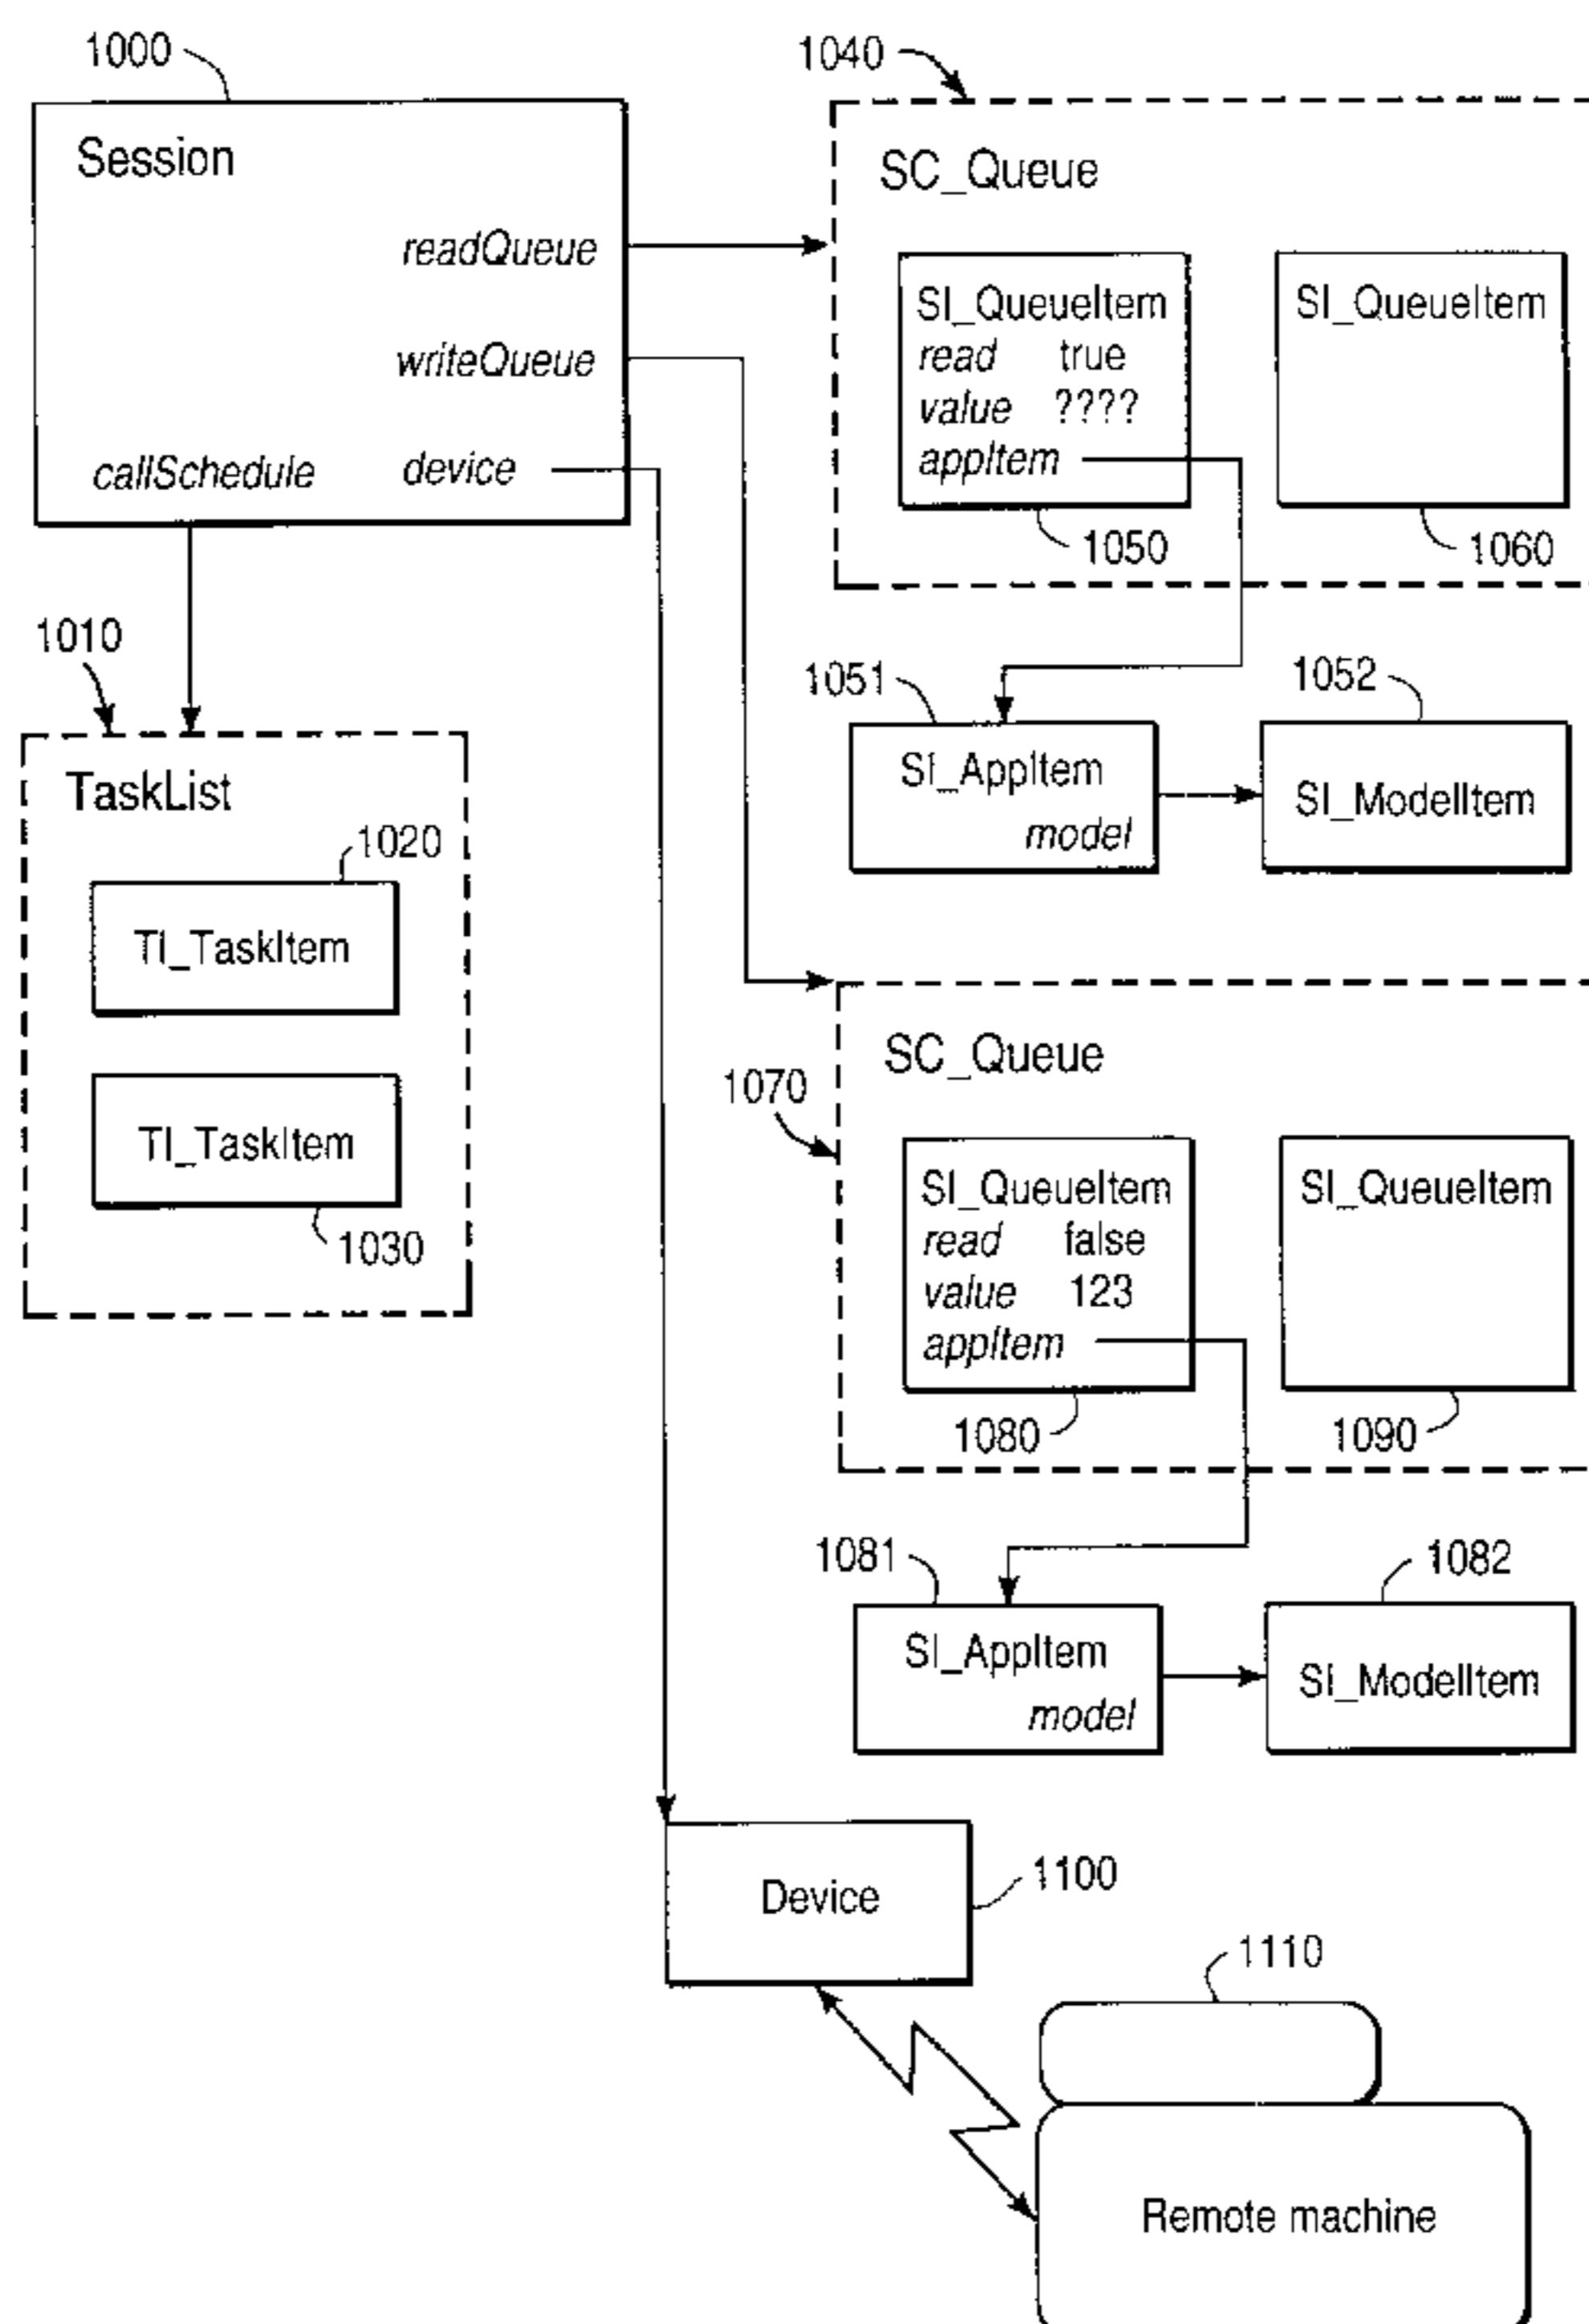 1000
Session
readQueue
writeQueue
callSchedule device
1010
TaskList
1020
TI_TaskItem
TI_TaskItem
1030
1040
SC_Queue
SI_QueueItem
read true
value ????
appItem
1050
SI_QueueItem
1060
1051
SI_AppItem
model
1052
SI_ModelItem
1070
SC_Queue
SI_QueueItem
read false
value 123
appItem
1080
SI_QueueItem
1090
1081
SI_AppItem
model
1082
SI_ModelItem
Device
1100
1110
Remote machine